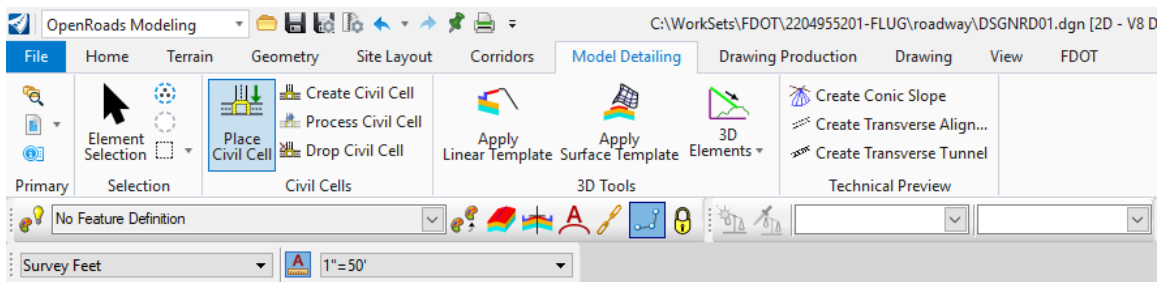 OpenRoads Modeling C:\WorkSets\FDOT\2204955201-FLUG\roadway\DSGNRD01.dgn [2D - V8 D
File Home Terrain Geometry Site Layout Corridors Model Detailing Drawing Production Drawing View FDOT
Element Selection
Place Civil Cell
Create Civil Cell
Process Civil Cell
Drop Civil Cell
Apply Linear Template
Apply Surface Template
3D Elements
Create Conic Slope
Create Transverse Align...
Create Transverse Tunnel
Primary Selection Civil Cells 3D Tools Technical Preview
No Feature Definition
Survey Feet 1"=50'